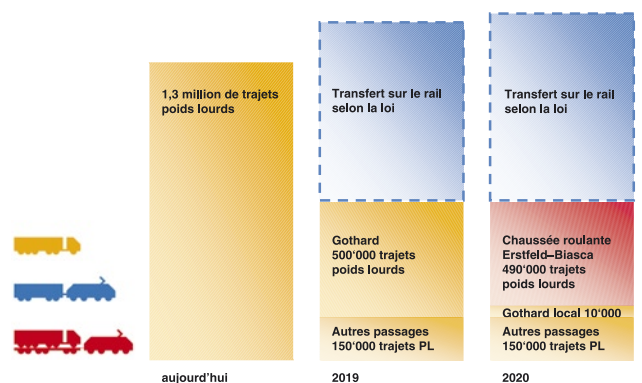 1,3 million de trajets
poids lourds
Transfert sur le rail
selon la loi
Transfert sur le rail
selon la loi
Gothard
500‘000 trajets
poids lourds
Chaussée roulante
Erstfeld–Biasca
490‘000 trajets
poids lourds
Gothard local 10‘000
Autres passages
150‘000 trajets PL
Autres passages
150‘000 trajets PL
aujourd’hui
2019
2020